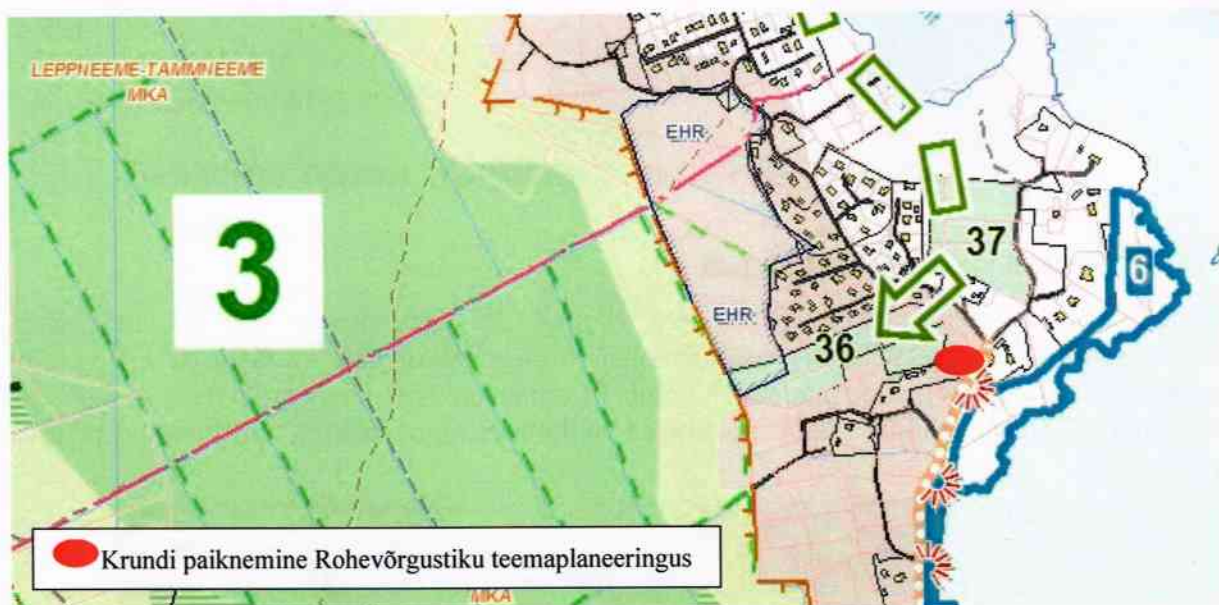 LEPPNEEME-TAMMNEEME
MKA
EHR
3
37
6
EHR
36
Krundi paiknemine Rohevõrgustiku teemaplaneeringus
MKA